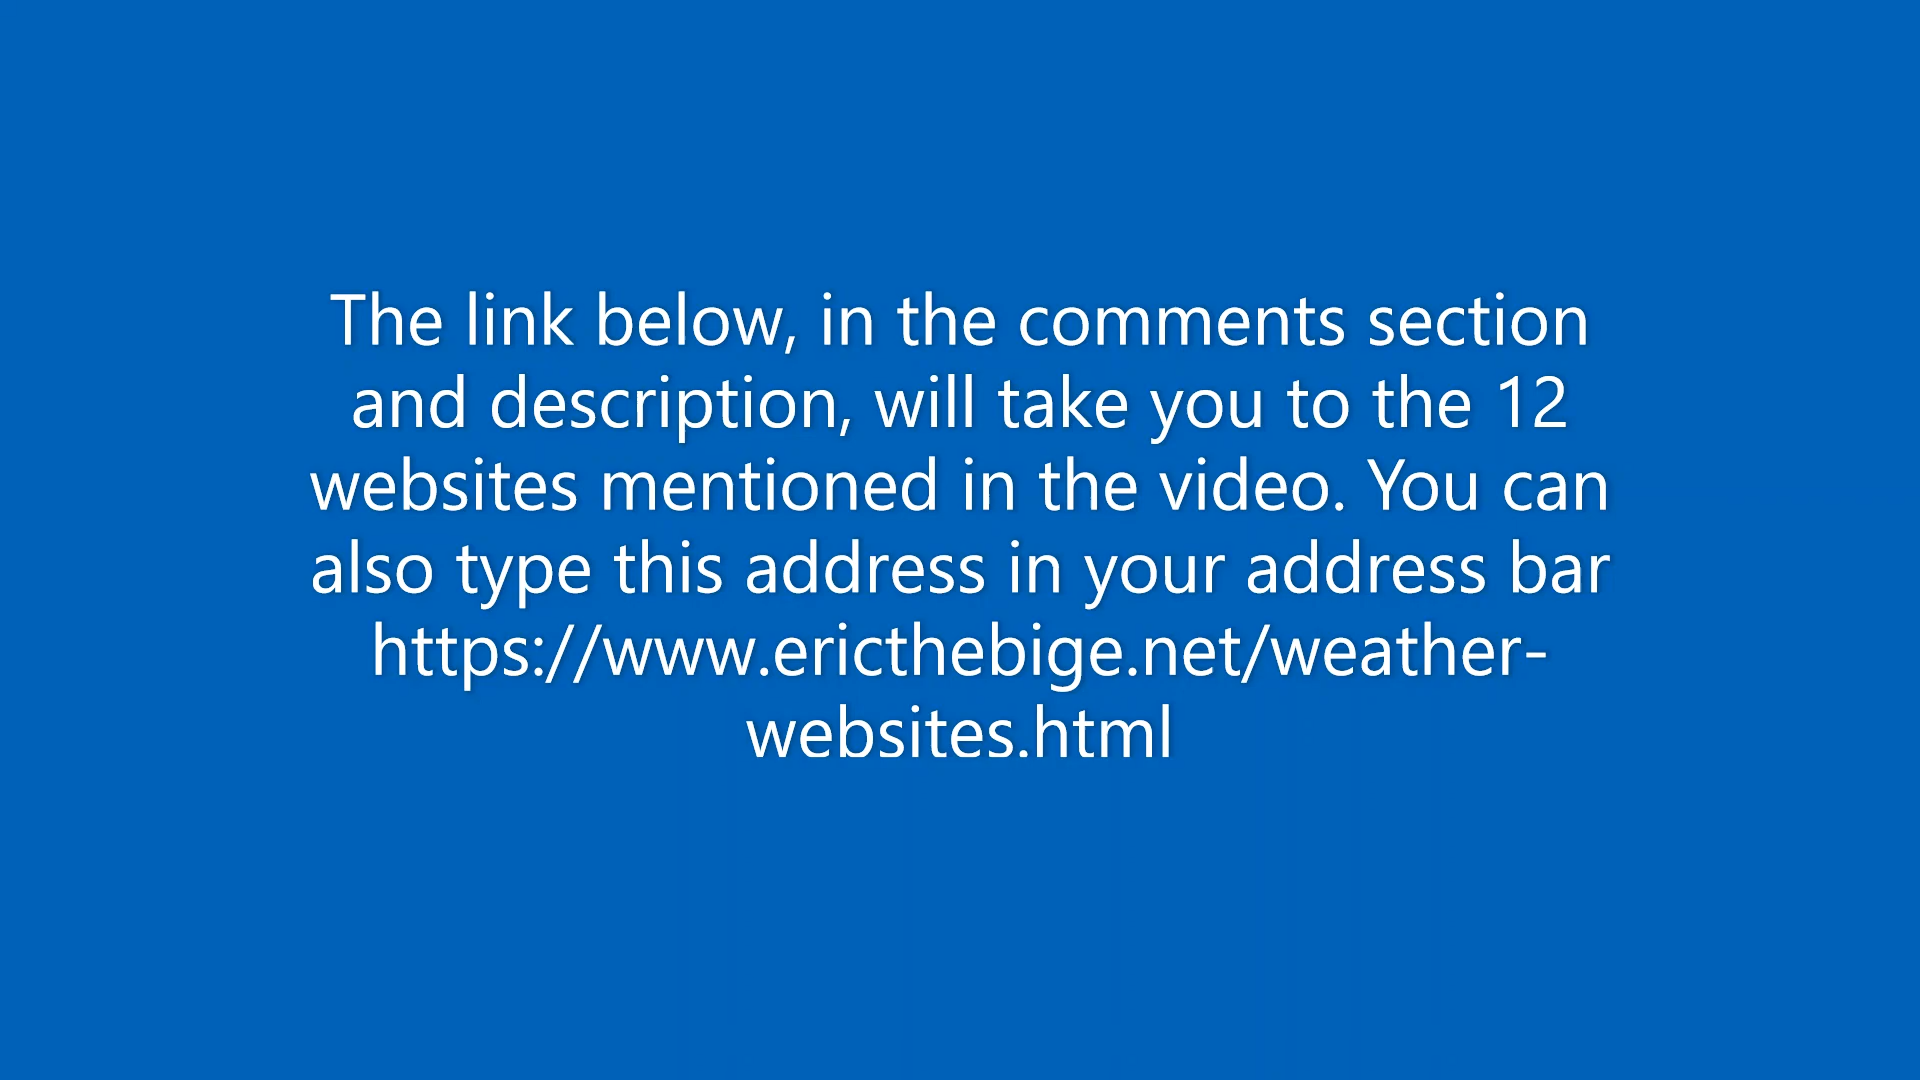 The link below, in the comments section
and description, will take you to the 12
websites mentioned in the video. You can
also type this address in your address bar
https://www.ericthebige.net/weather-
websites.html